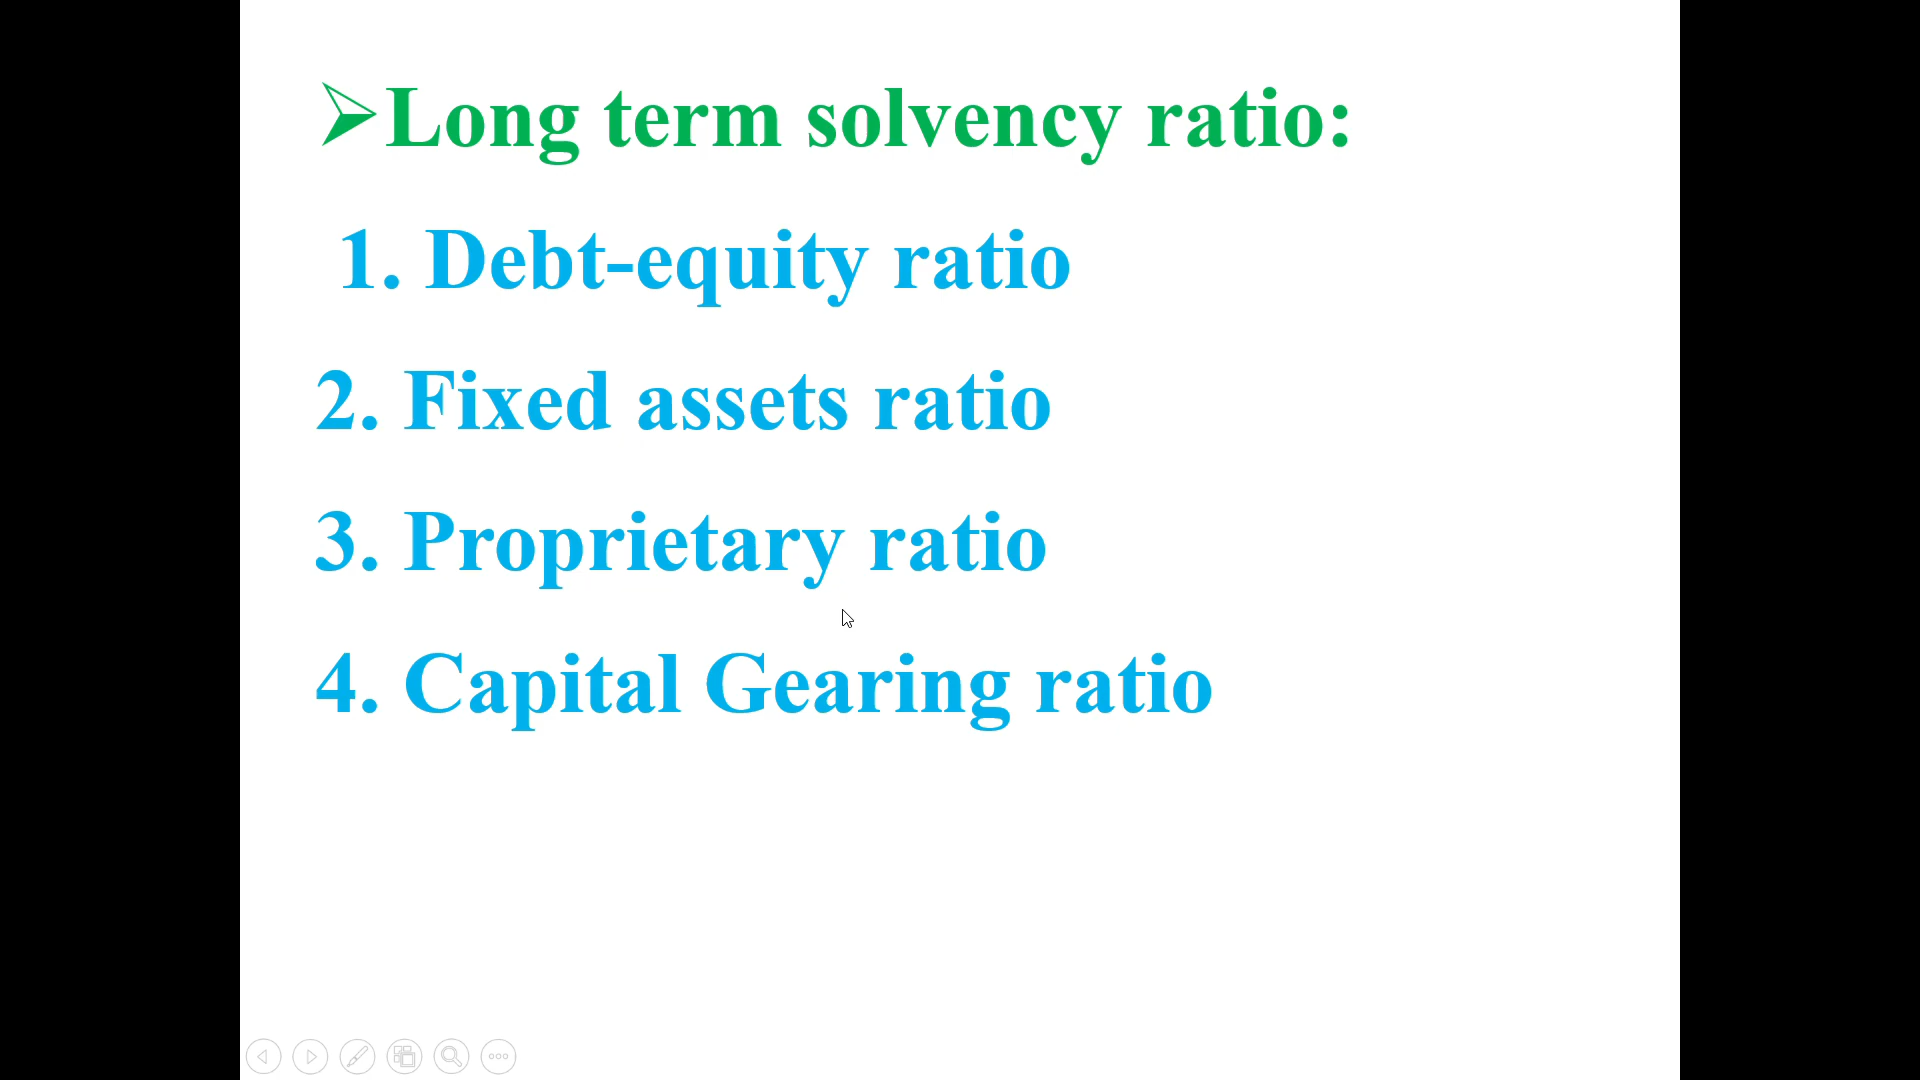 ➢Long term solvency ratio:
1. Debt-equity ratio
2. Fixed assets ratio
3. Proprietary ratio
4. Capital Gearing ratio